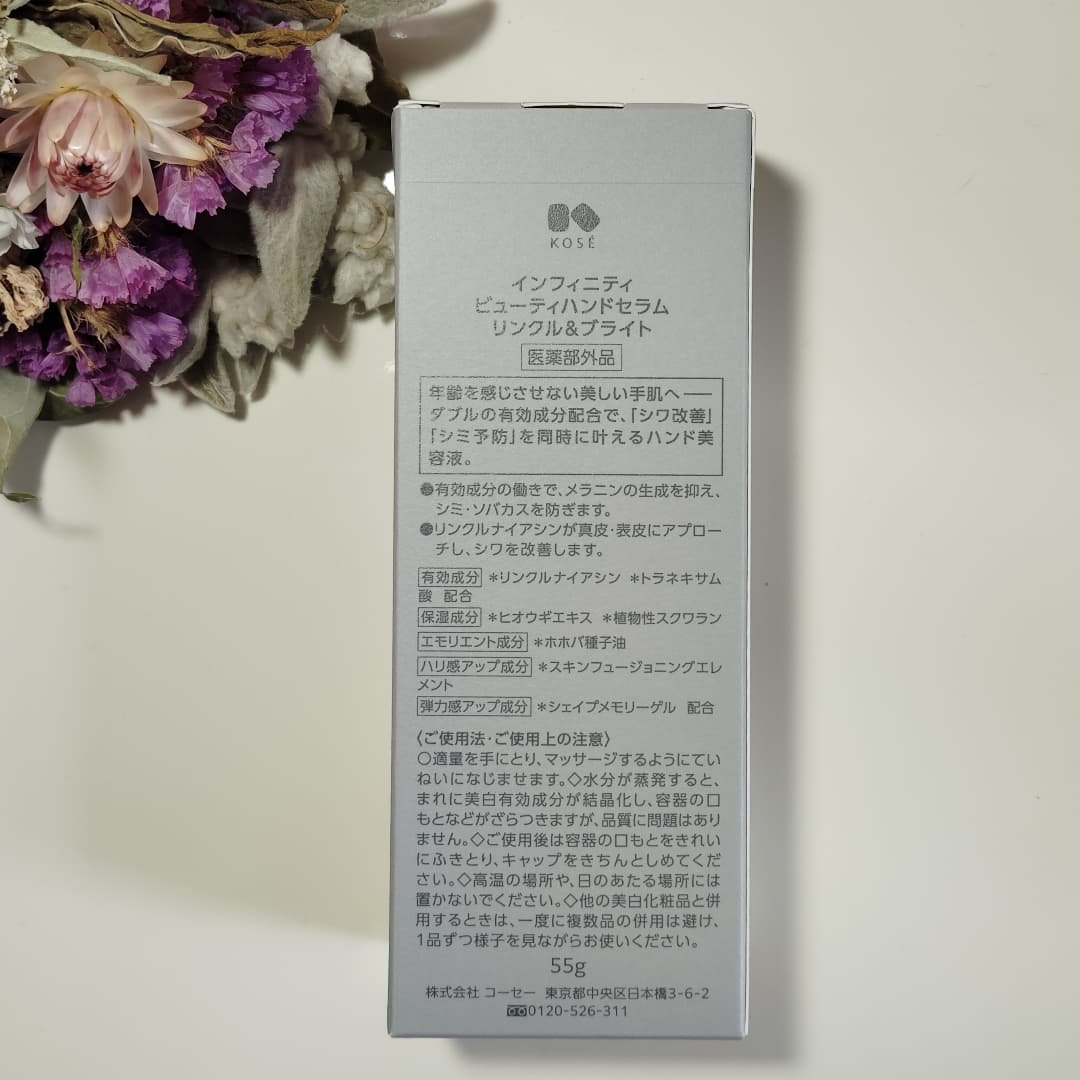 KOSÉ
インフィニティ
ビューティハンドセラム
リンクル&ブライト
医薬部外品
年齢を感じさせない美しい手肌へ――
ダブルの有効成分配合で、「シワ改善」
「シミ予防」を同時に叶えるハンド美
容液。
●有効成分の働きで、メラニンの生成を抑え、
シミ・ソバカスを防ぎます。
●リンクルナイアシンが真皮・表皮にアプロー
チし、シワを改善します。
有効成分 *リンクルナイアシン *トラネキサム
酸 配合
保湿成分 *ヒオウギエキス *植物性スクワラン
エモリエント成分 *ホホバ種子油
ハリ感アップ成分 *スキンフュージョニングエレ
メント
弾力感アップ成分 *シェイプメモリーゲル 配合
〈ご使用法・ご使用上の注意〉
○適量を手にとり、マッサージするようにてい
ねいになじませます。◇水分が蒸発すると、
まれに美白有効成分が結晶化し、容器の口
もとなどがざらつきますが、品質に問題はあり
ません。◇ご使用後は容器の口もとをきれい
にふきとり、キャップをきちんとしめてくだ
さい。◇高温の場所や、日のあたる場所には
置かないでください。◇他の美白化粧品と併
用するときは、一度に複数品の併用は避け、
1品ずつ様子を見ながらお使いください。
55g
株式会社 コーセー 東京都中央区日本橋3-6-2
0120-526-311